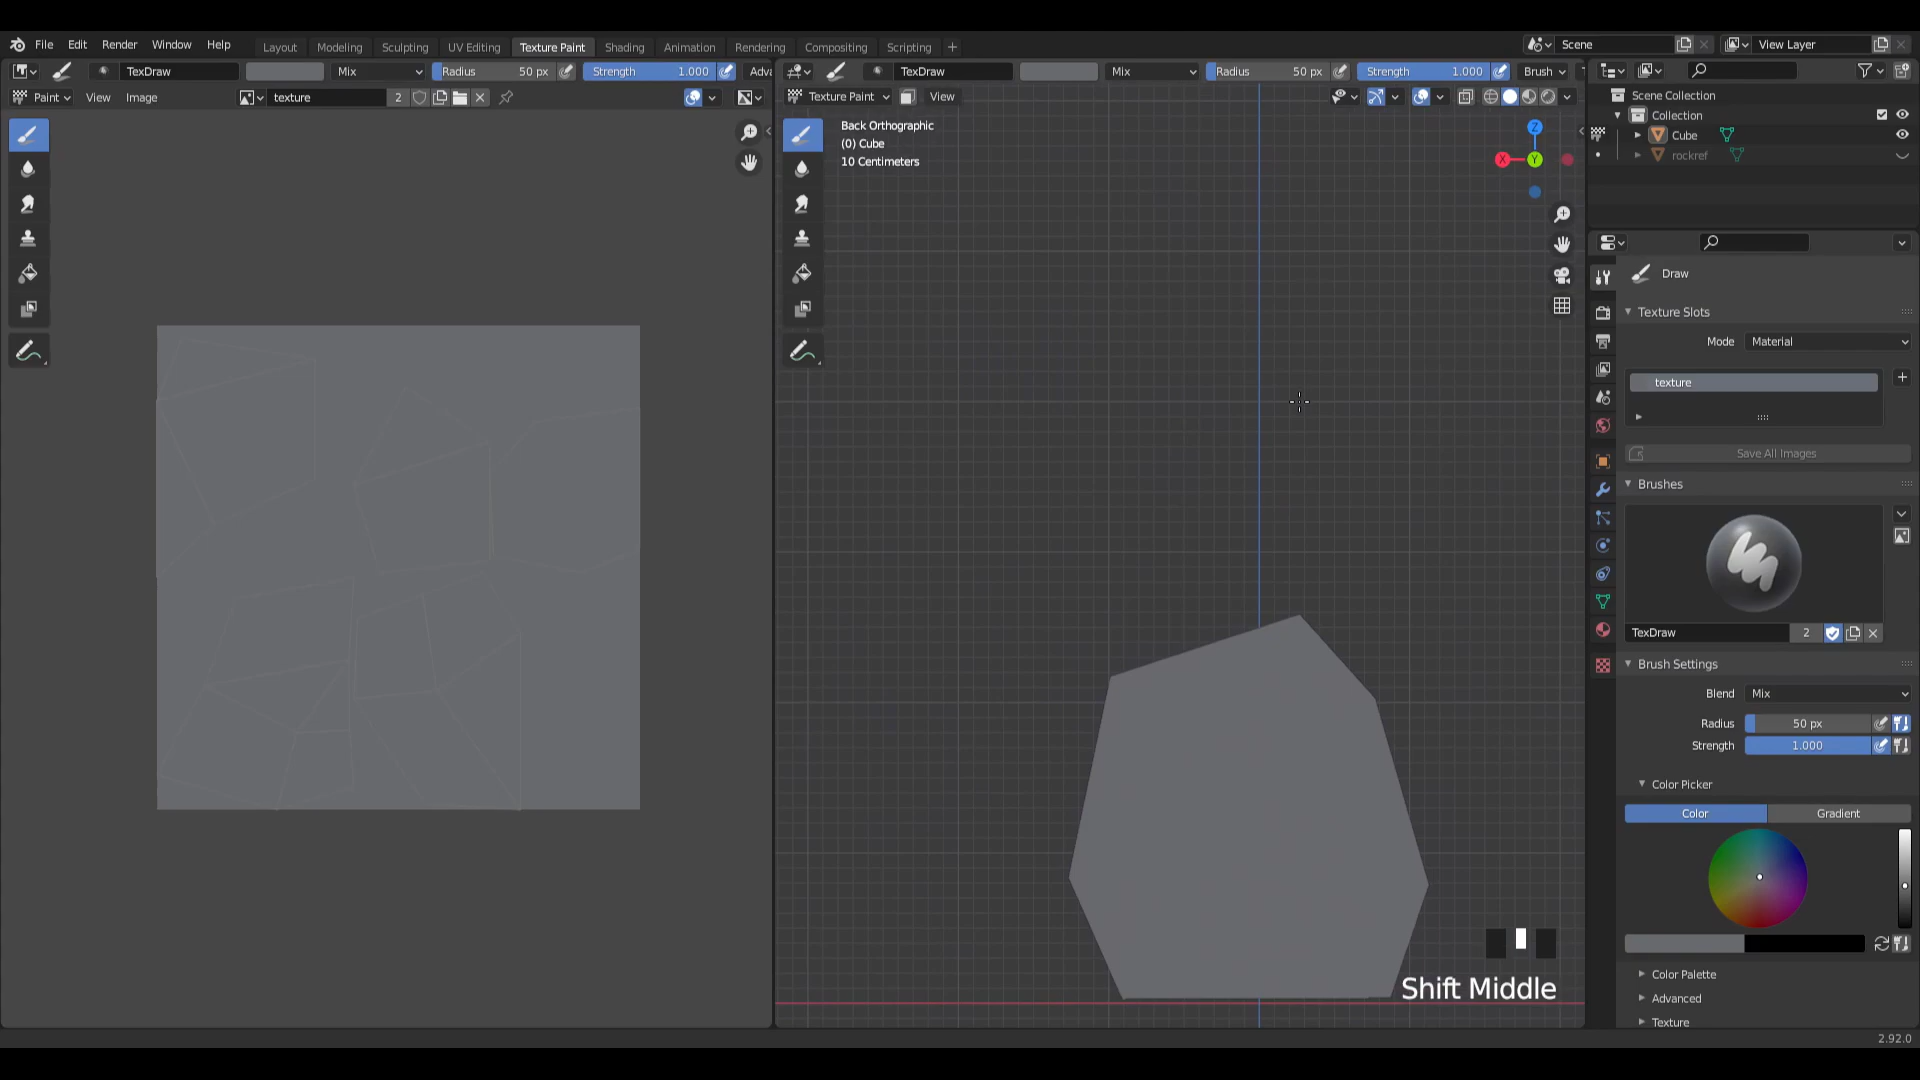 File Edit Render Window Help Layout Modeling Sculpting UV Editing Texture Paint Shading Animation Rendering Compositing Scripting + Scene View Layer
TexDraw Mix Radius 50 px Strength 1.000 TexDraw Mix Radius 50 px Strength 1.000 Brush
Paint View Image texture 2 Texture Paint View
Scene Collection
Collection
Cube
rockref
Back Orthographic
(0) Cube
10 Centimeters
Z
X
Y
Draw
Texture Slots
Mode Material
texture
Save All Images
Brushes
TexDraw 2
Brush Settings
Blend Mix
Radius 50 px
Strength 1.000
Color Picker
Color Gradient
Color Palette
Advanced
Texture
Shift Middle
2.92.0